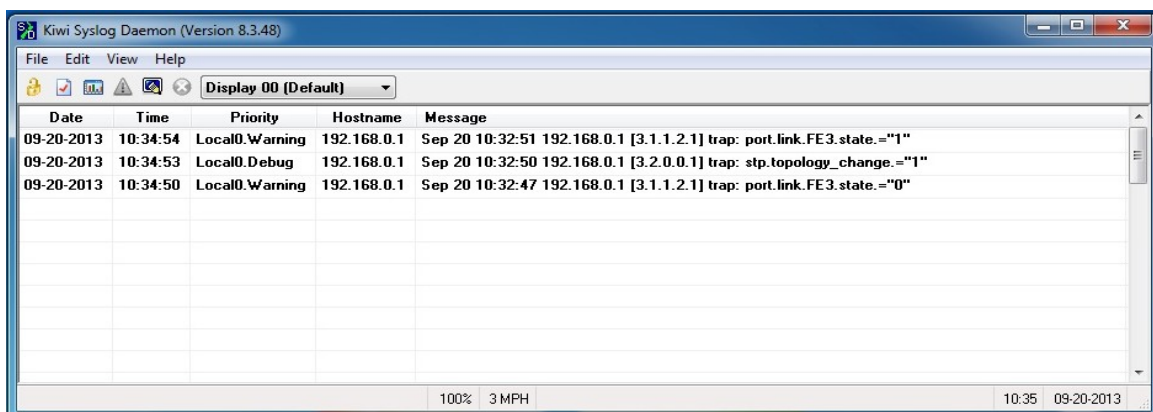 Kiwi Syslog Daemon (Version 8.3.48)
File Edit View Help
Display 00 (Default)
Date Time Priority Hostname Message
09-20-2013 10:34:54 Local0.Warning 192.168.0.1 Sep 20 10:32:51 192.168.0.1 [3.1.1.2.1] trap: port.link.FE3.state.="1"
09-20-2013 10:34:53 Local0.Debug 192.168.0.1 Sep 20 10:32:50 192.168.0.1 [3.2.0.0.1] trap: stp.topology_change.="1"
09-20-2013 10:34:50 Local0.Warning 192.168.0.1 Sep 20 10:32:47 192.168.0.1 [3.1.1.2.1] trap: port.link.FE3.state.="0"
100% 3 MPH 10:35 09-20-2013